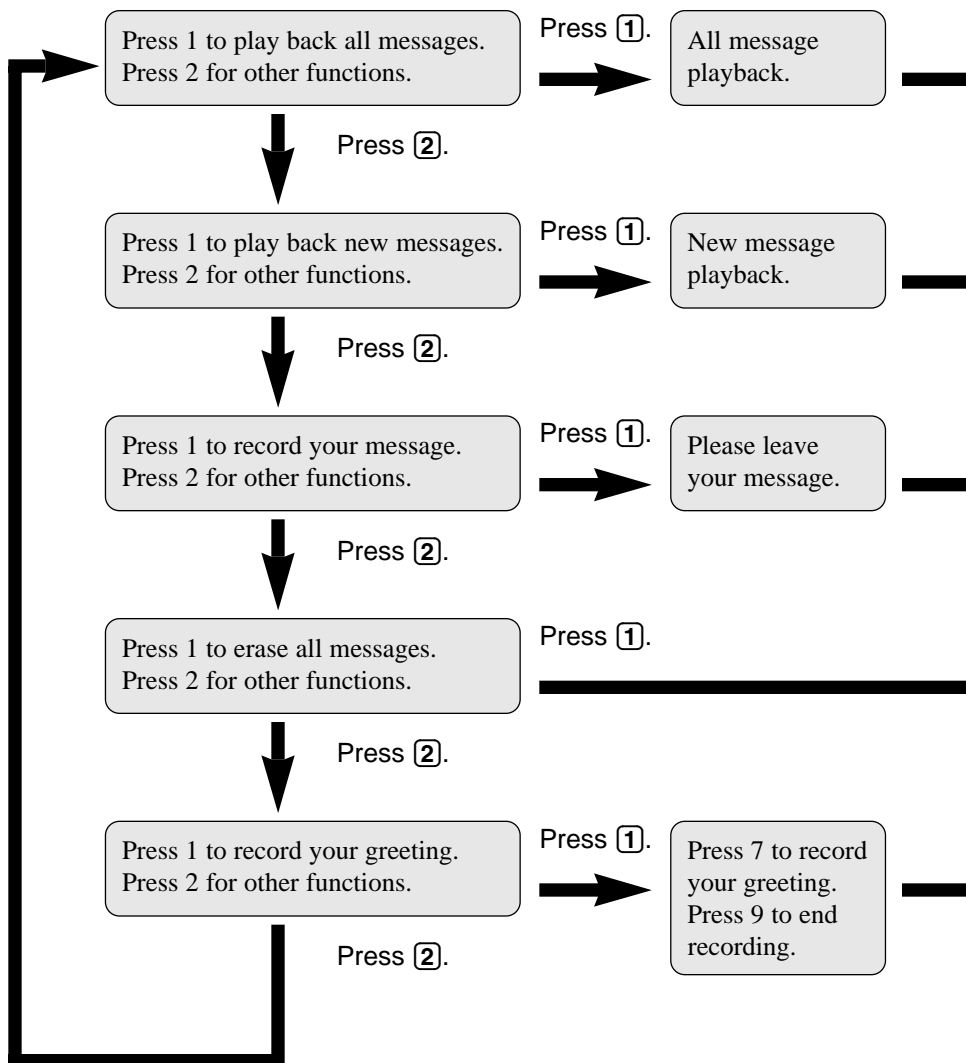 Press 1 to play back all messages.
Press 2 for other functions.
Press 1.
All message
playback.
Press 2.
Press 1 to play back new messages.
Press 2 for other functions.
Press 1.
New message
playback.
Press 2.
Press 1 to record your message.
Press 2 for other functions.
Press 1.
Please leave
your message.
Press 2.
Press 1 to erase all messages.
Press 2 for other functions.
Press 1.
Press 2.
Press 1 to record your greeting.
Press 2 for other functions.
Press 1.
Press 7 to record
your greeting.
Press 9 to end
recording.
Press 2.